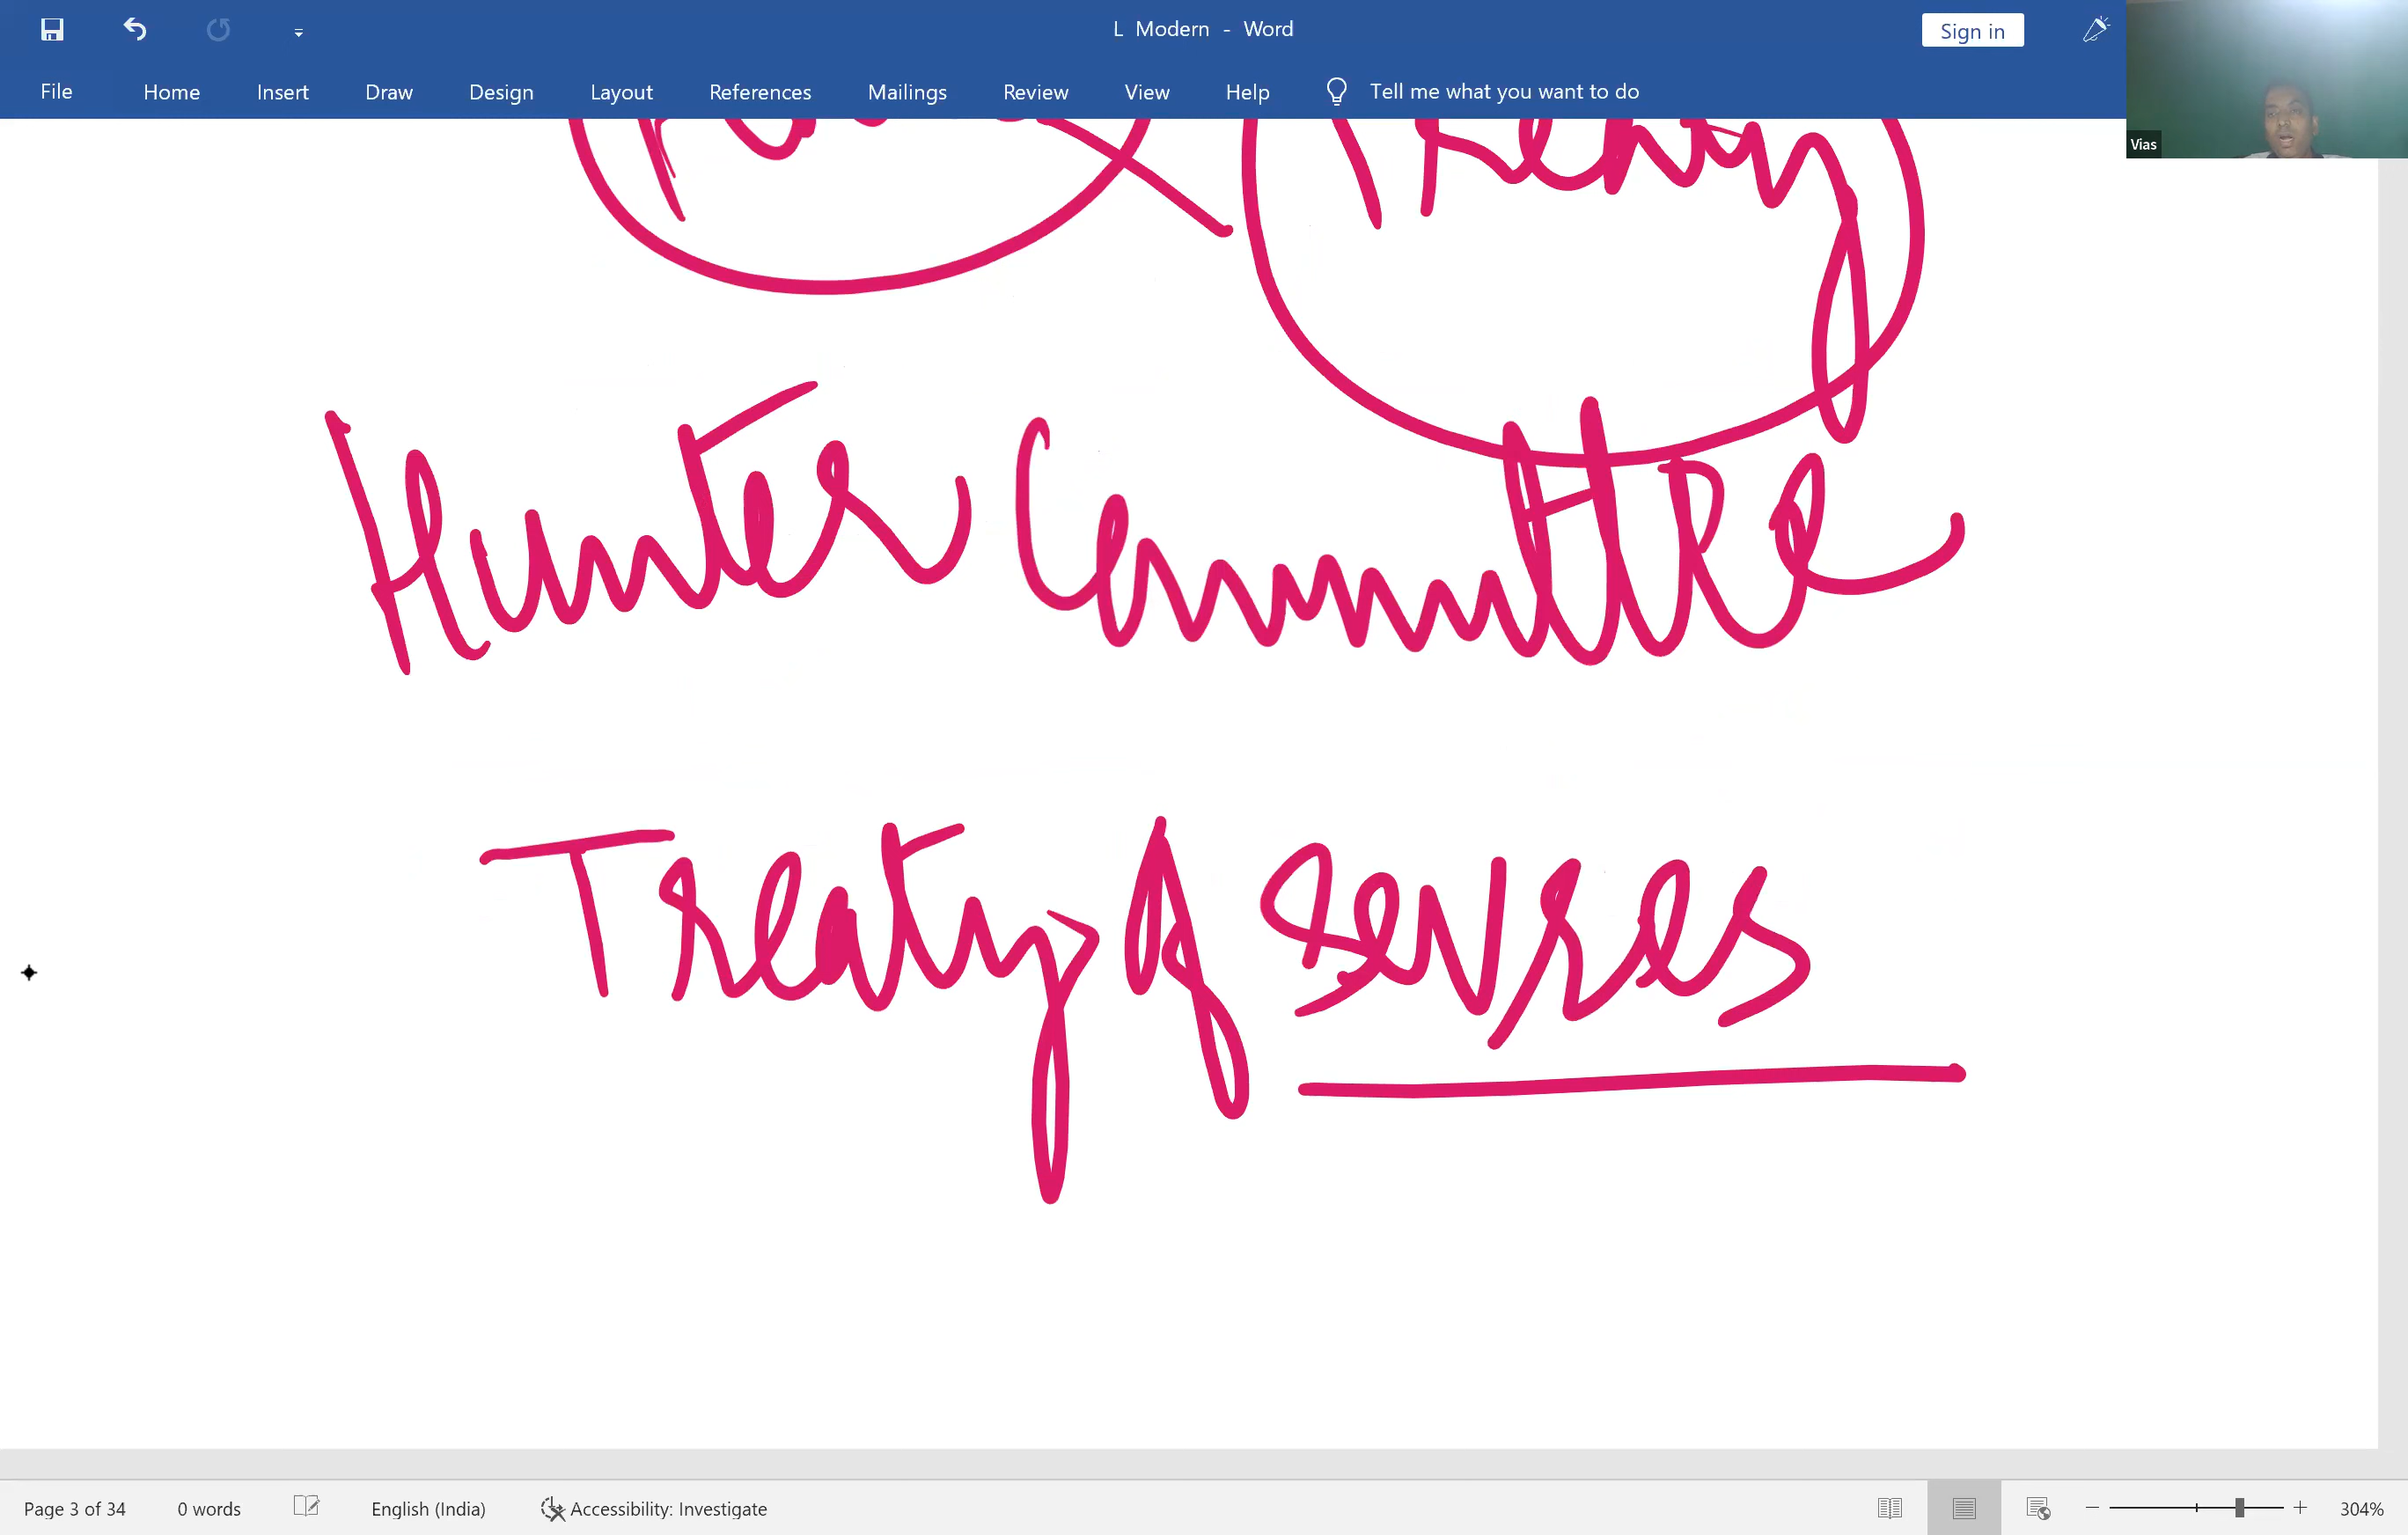 L Modern - Word
Sign in
File Home Insert Draw Design Layout References Mailings Review View Help Tell me what you want to do
Vias
Treaty
Hunter Committee
Treaty of Sevres
Page 3 of 34 0 words English (India) Accessibility: Investigate 304%